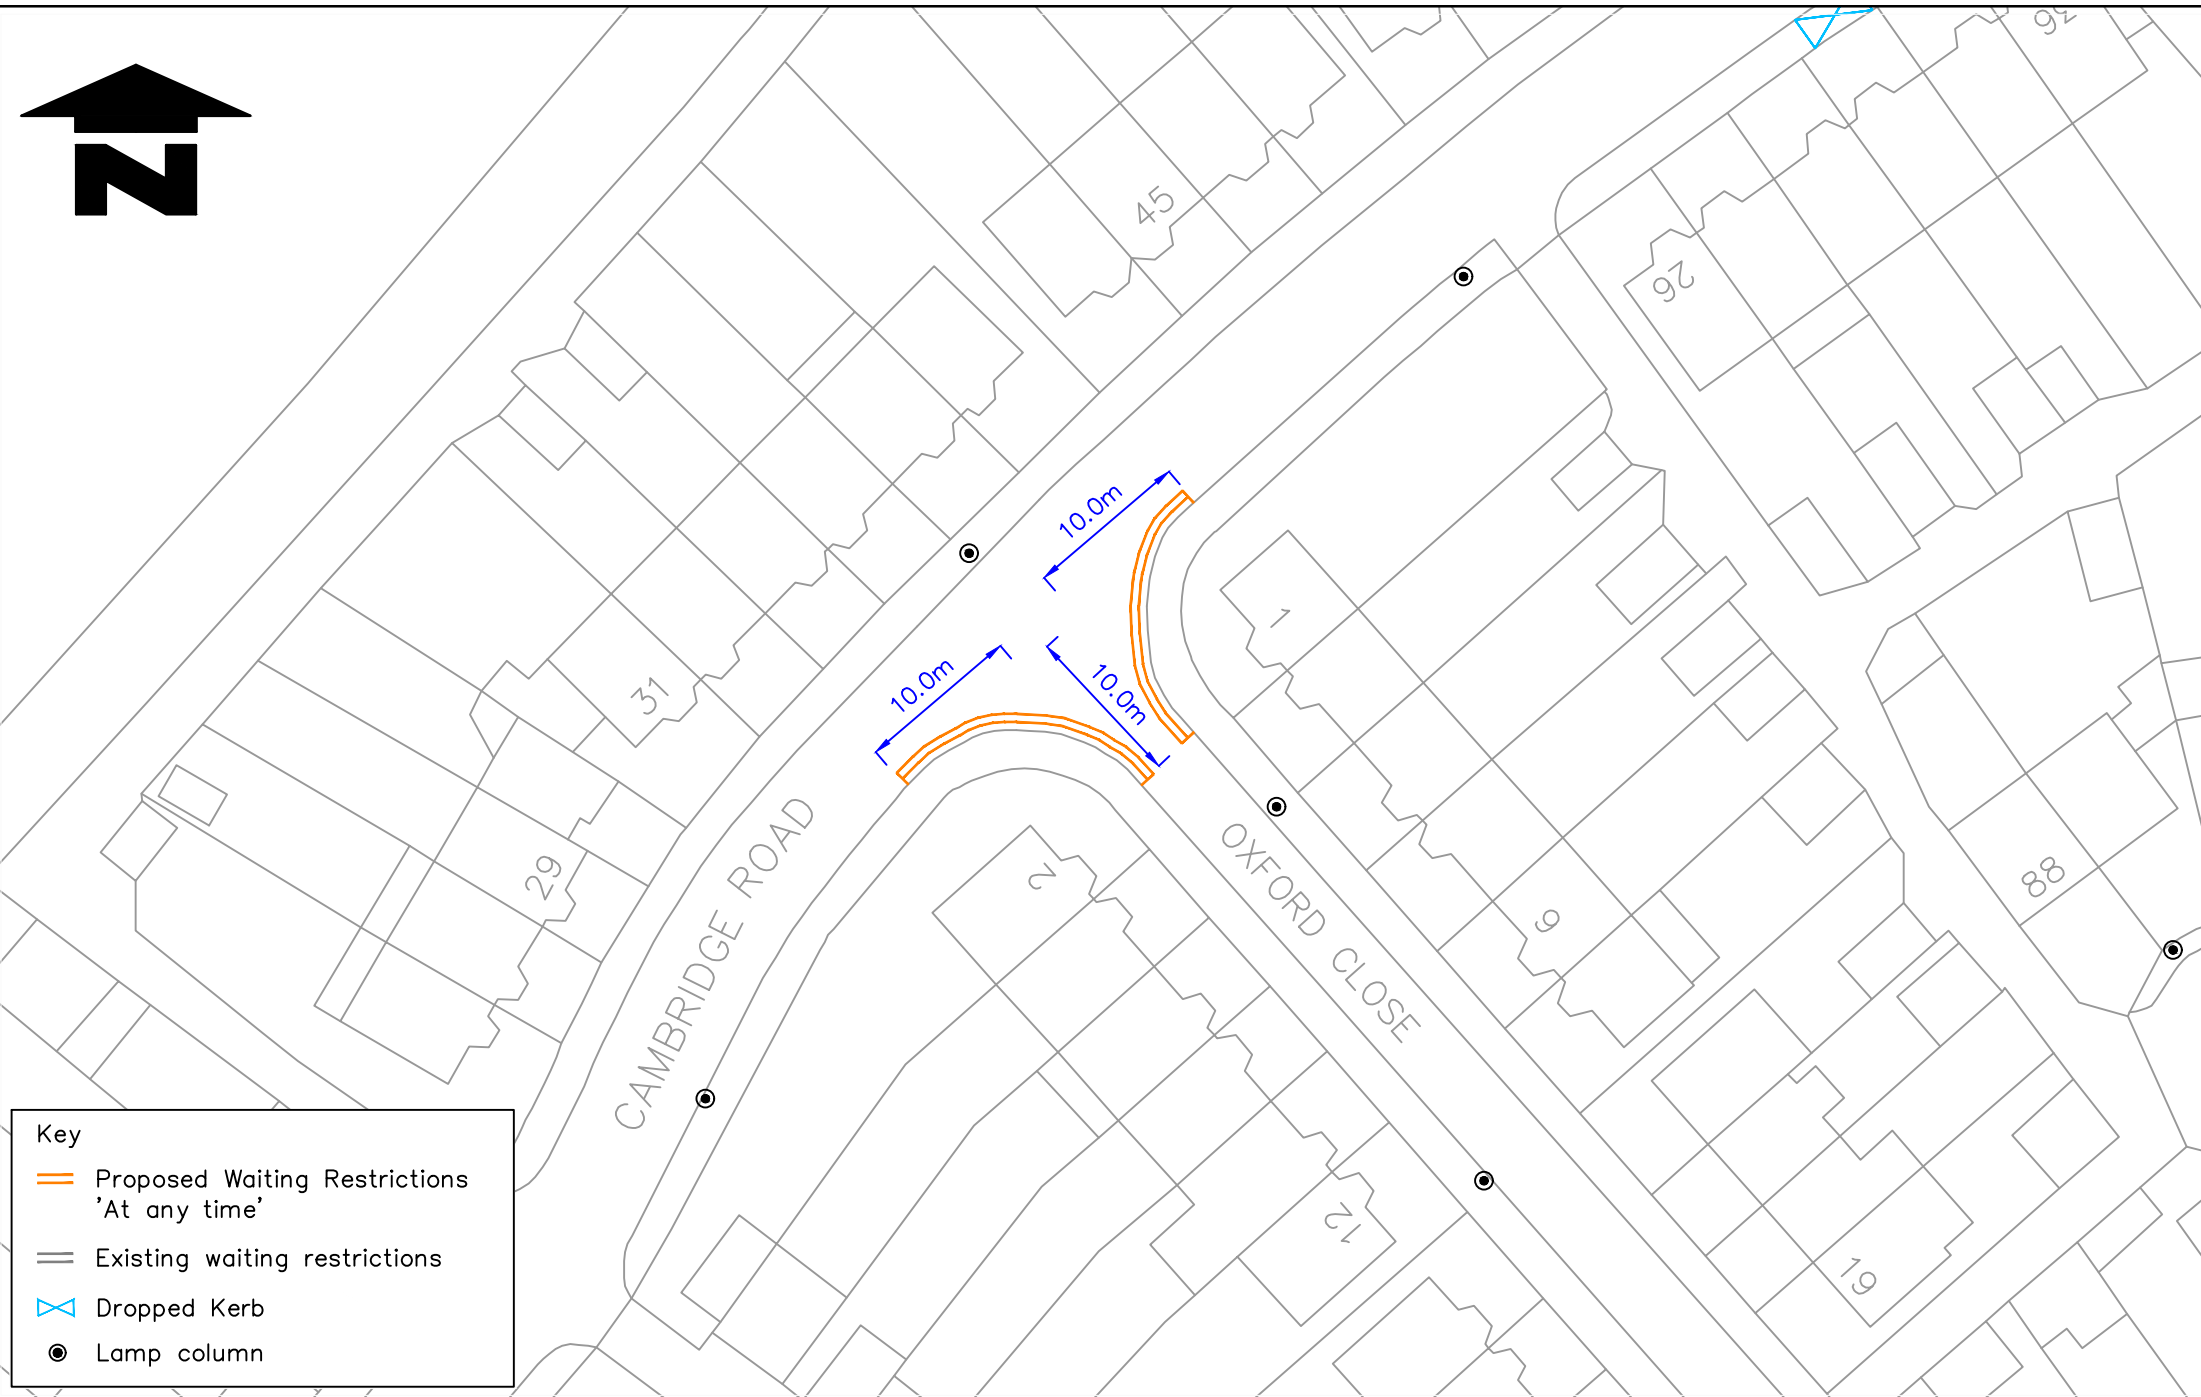 N
36
45
26
10.0m
1
10.0m
10.0m
31
CAMBRIDGE ROAD
OXFORD CLOSE
29
2
9
88
12
19
Key
Proposed Waiting Restrictions
'At any time'
Existing waiting restrictions
Dropped Kerb
Lamp column